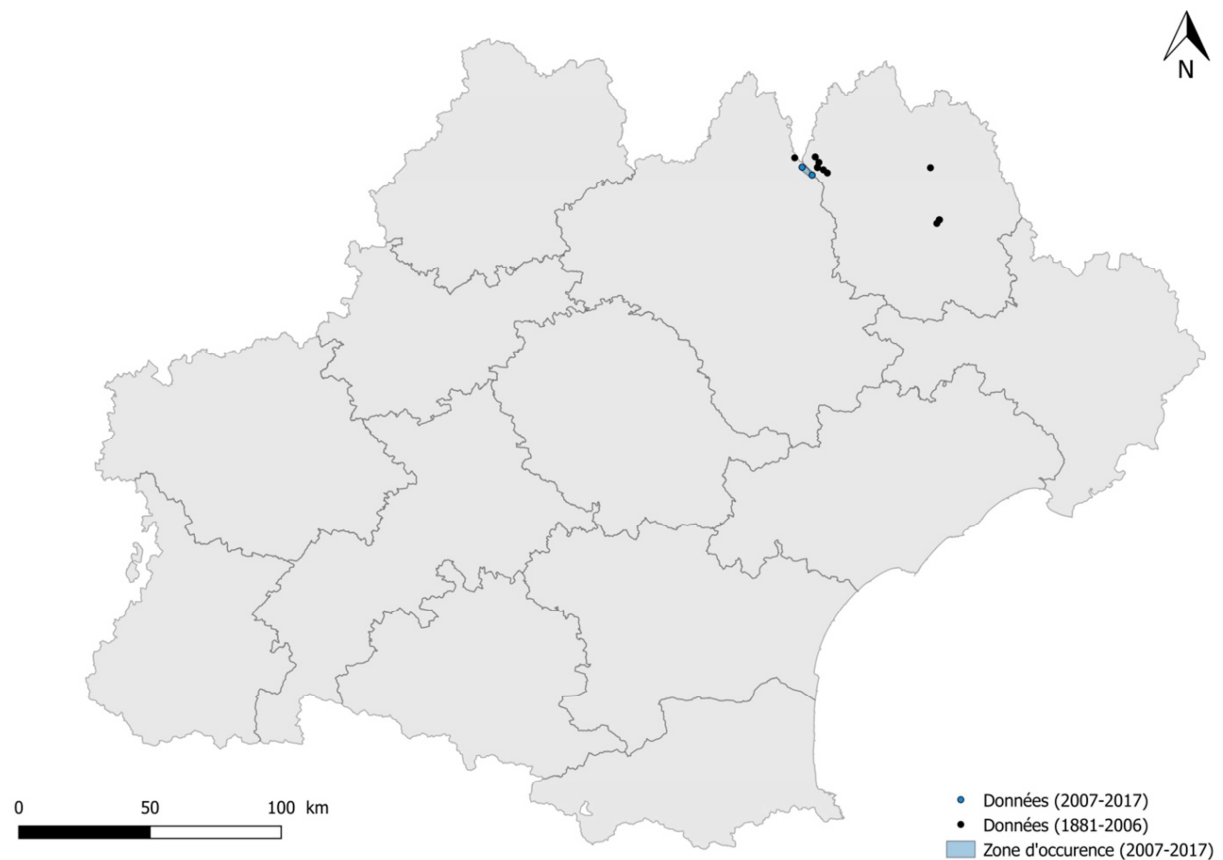 N
0 50 100 km
Données (2007-2017)
Données (1881-2006)
Zone d'occurence (2007-2017)